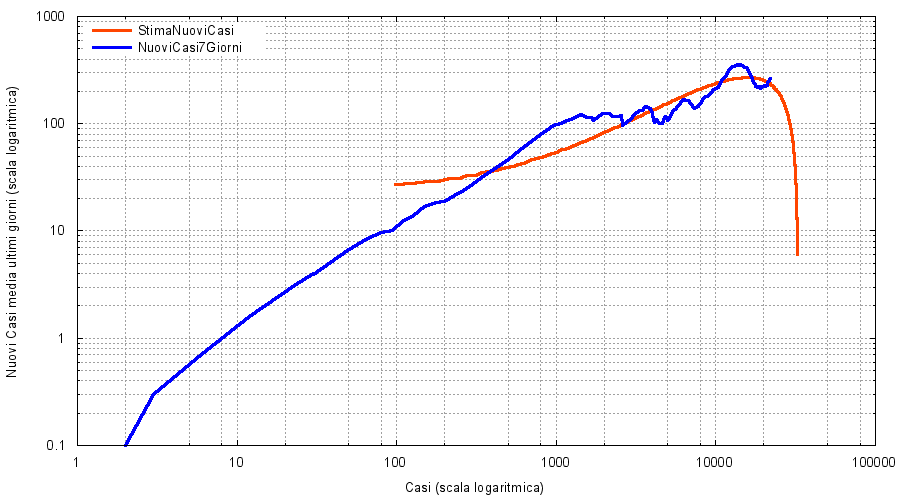 1000
100
10
1
0.1
StimaNuoviCasi
NuoviCasi7Giorni
Nuovi Casi media ultimi giorni (scala logaritmica)
1 10 100 1000 10000 100000
Casi (scala logaritmica)